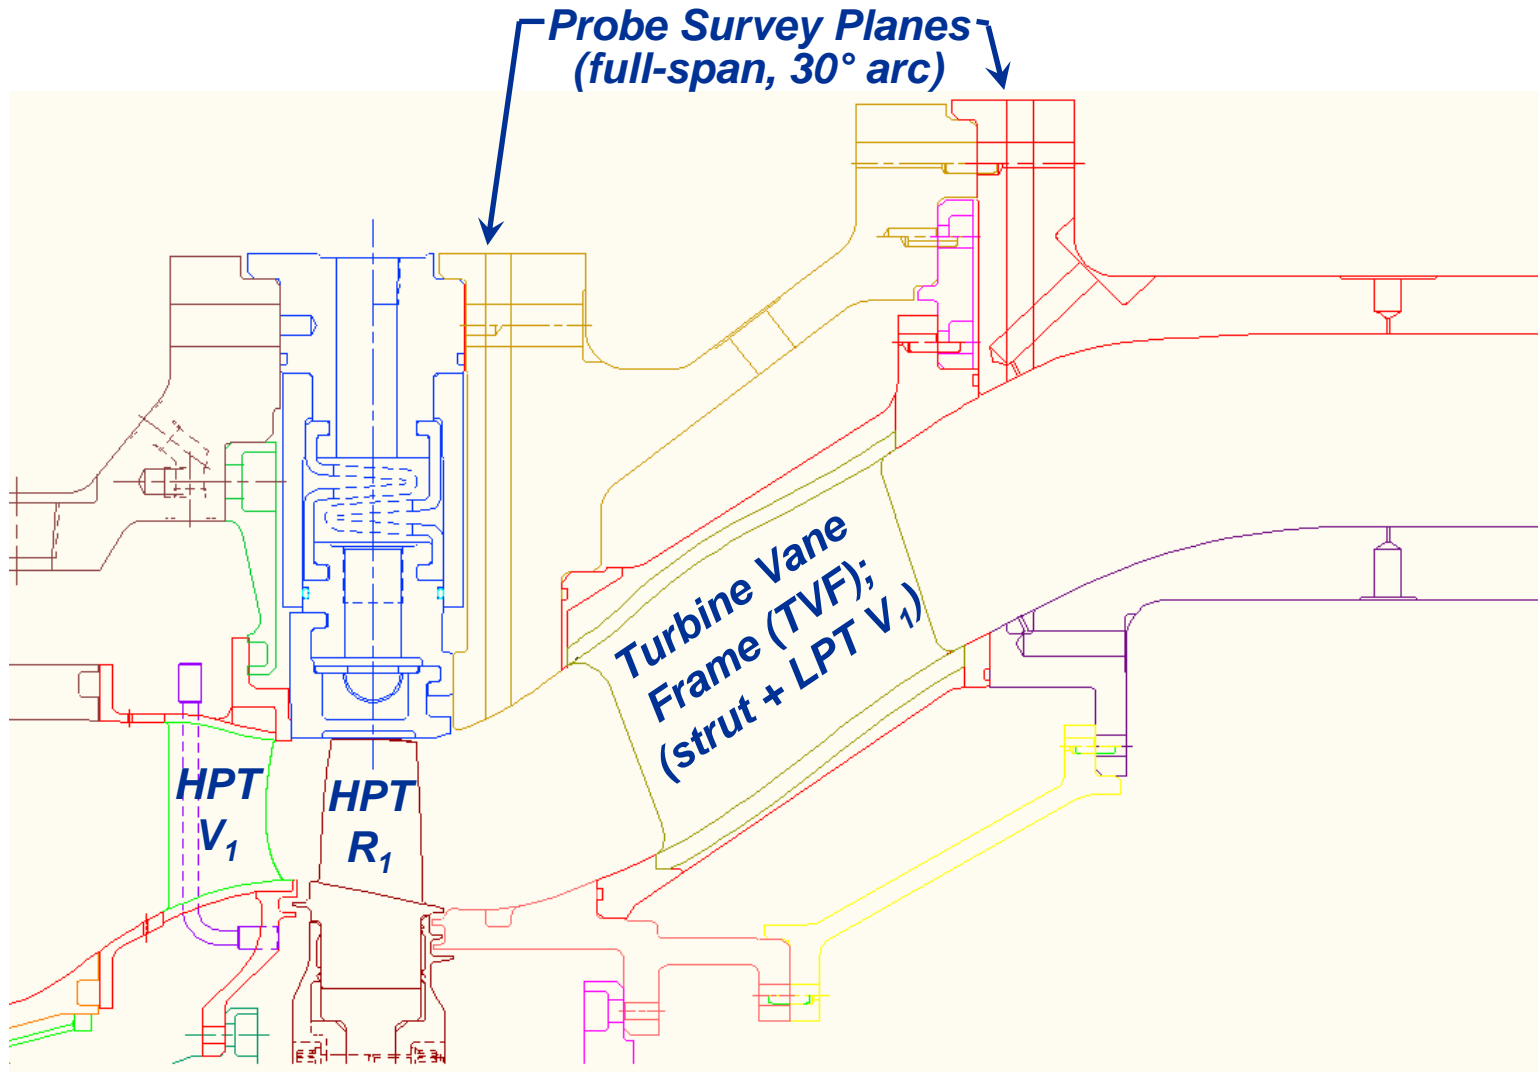 Probe Survey Planes
(full-span, 30° arc)
Turbine Vane
Frame (TVF);
(strut + LPT V₁)
HPT
V₁
HPT
R₁